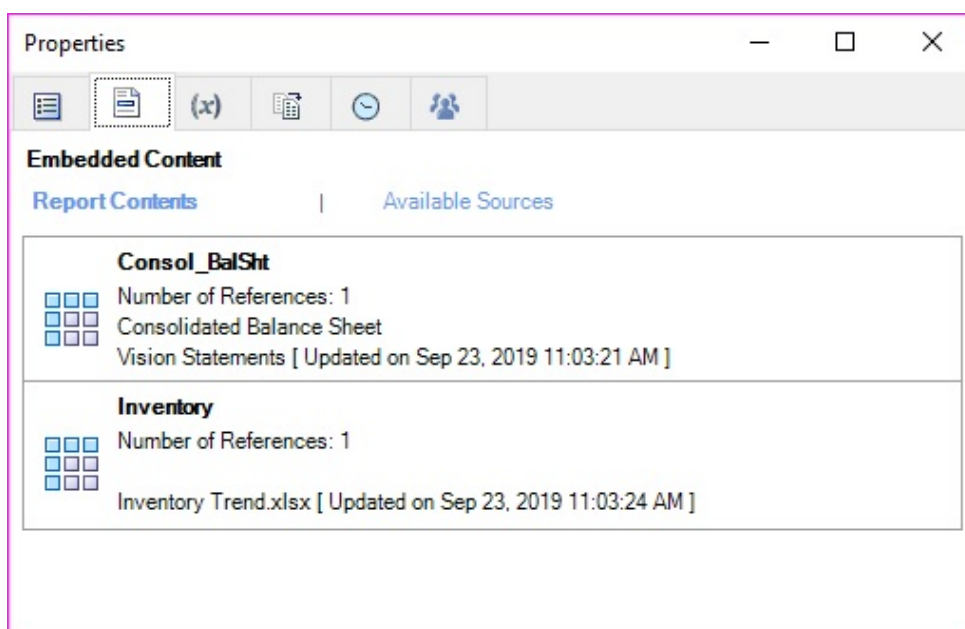 Properties
(x)
Embedded Content
Report Contents | Available Sources
Consol_BalSht
Number of References: 1
Consolidated Balance Sheet
Vision Statements [ Updated on Sep 23, 2019 11:03:21 AM ]
Inventory
Number of References: 1
Inventory Trend.xlsx [ Updated on Sep 23, 2019 11:03:24 AM ]